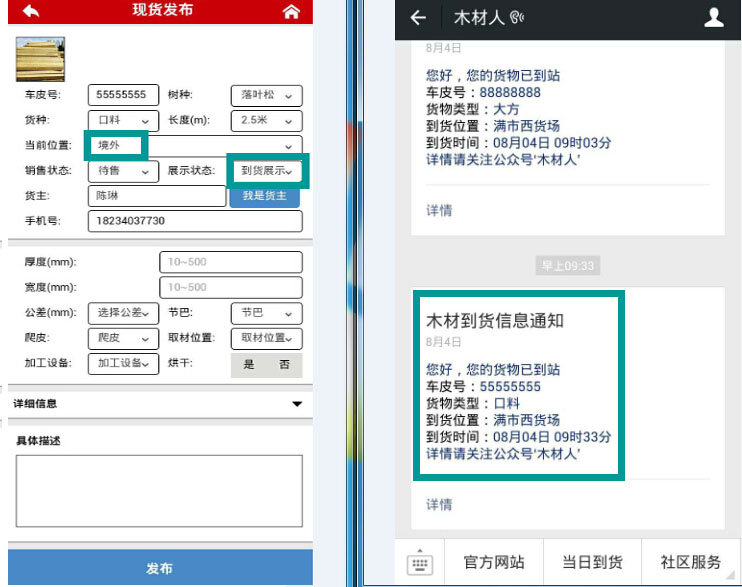 现货发布
车皮号: 55555555 树种: 落叶松
货种: 口料 长度(m): 2.5米
当前位置: 境外
销售状态: 待售 展示状态: 到货展示
货主: 陈琳 我是货主
手机号: 18234037730
厚度(mm): 10~500
宽度(mm): 10~500
公差(mm): 选择公差 节巴: 节巴
爬皮: 爬皮 取材位置: 取材位置
加工设备: 加工设备 烘干: 是 否
详细信息
具体描述
发布
木材人
8月4日
您好，您的货物已到站
车皮号：88888888
货物类型：大方
到货位置：满市西货场
到货时间：08月04日 09时03分
详情请关注公众号‘木材人’
详情
早上09:33
木材到货信息通知
8月4日
您好，您的货物已到站
车皮号：55555555
货物类型：口料
到货位置：满市西货场
到货时间：08月04日 09时33分
详情请关注公众号‘木材人’
详情
官方网站 当日到货 社区服务